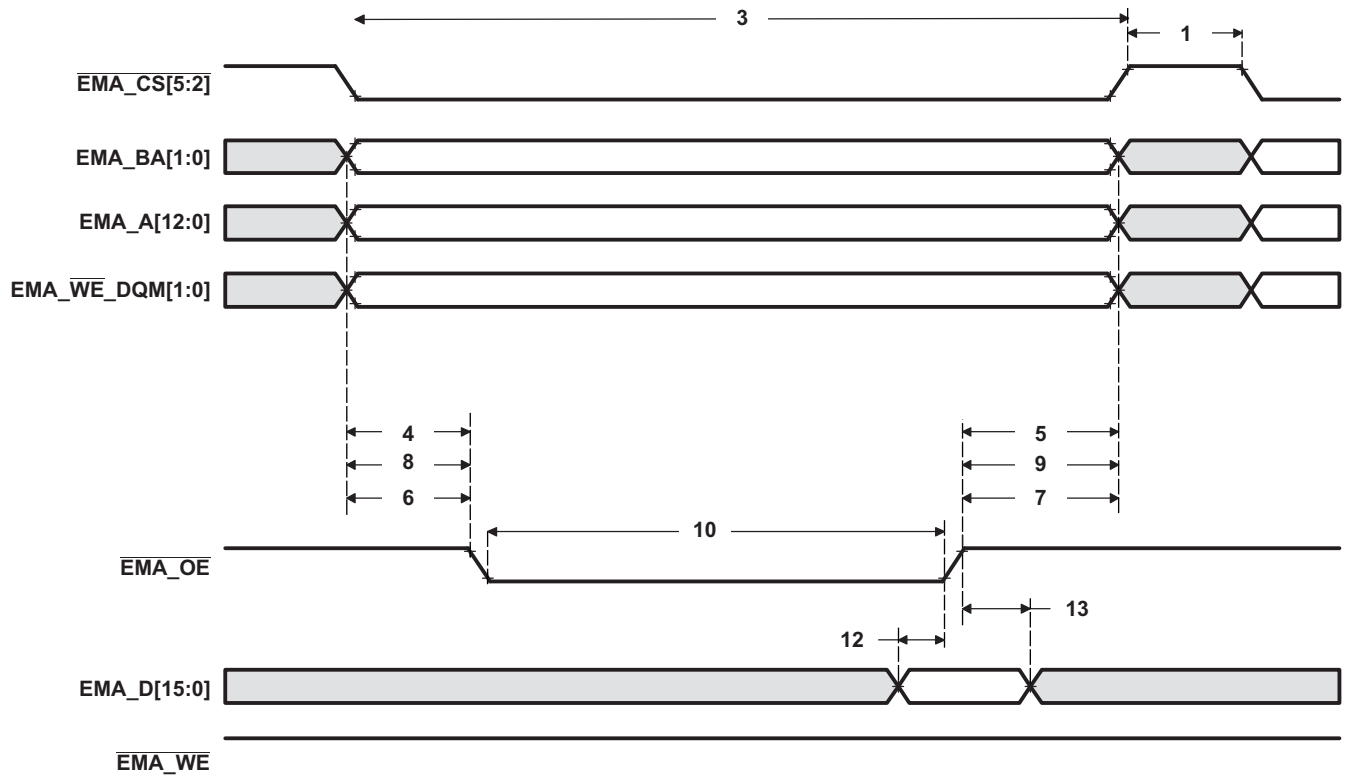 3
1
EMA_CS[5:2]
EMA_BA[1:0]
EMA_A[12:0]
EMA_WE_DQM[1:0]
4 5
8 9
6 7
10
EMA_OE
13
12
EMA_D[15:0]
EMA_WE